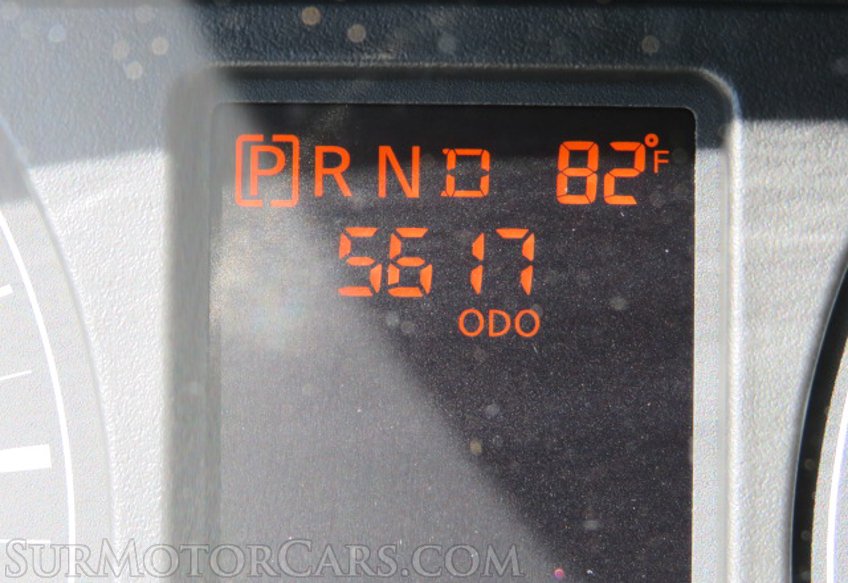 [P] R N D 82°F
5617
ODO
SurMotorCars.com